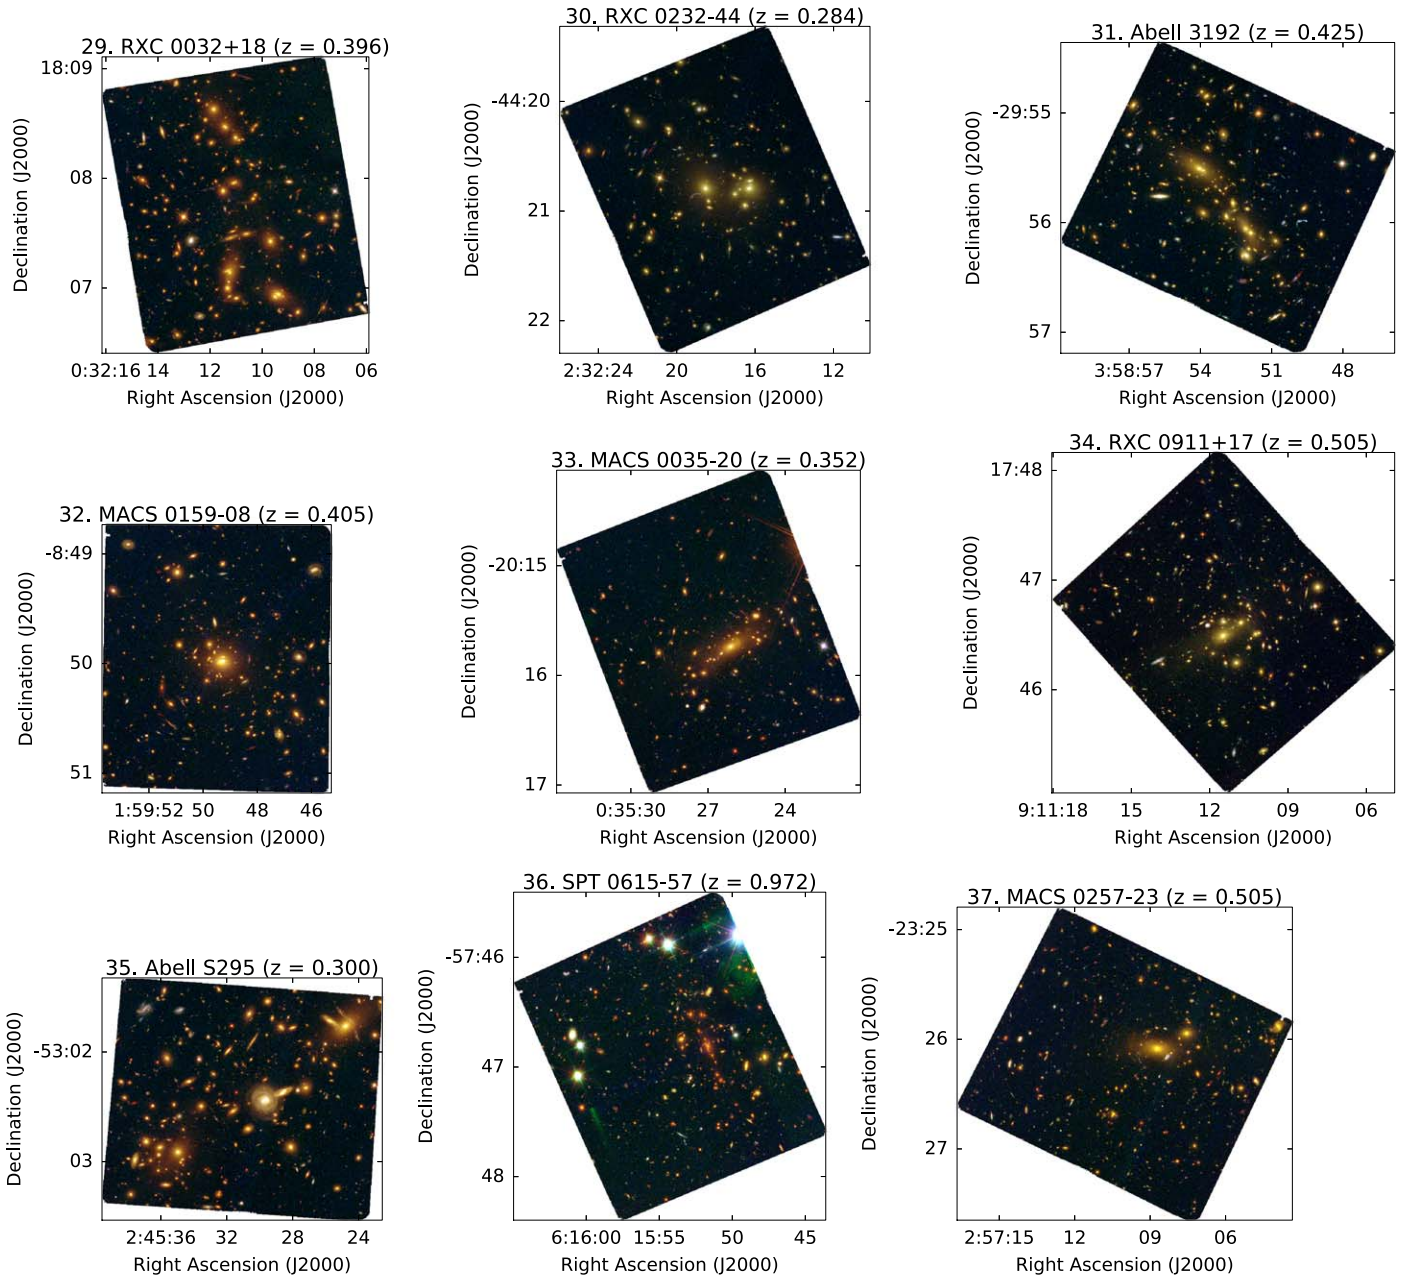 29. RXC 0032+18 (z = 0.396)
18:09
08
07
Declination (J2000)
0:32:16 14 12 10 08 06
Right Ascension (J2000)
30. RXC 0232-44 (z = 0.284)
-44:20
21
22
Declination (J2000)
2:32:24 20 16 12
Right Ascension (J2000)
31. Abell 3192 (z = 0.425)
-29:55
56
57
Declination (J2000)
3:58:57 54 51 48
Right Ascension (J2000)
32. MACS 0159-08 (z = 0.405)
-8:49
50
51
Declination (J2000)
1:59:52 50 48 46
Right Ascension (J2000)
33. MACS 0035-20 (z = 0.352)
-20:15
16
17
Declination (J2000)
0:35:30 27 24
Right Ascension (J2000)
34. RXC 0911+17 (z = 0.505)
17:48
47
46
Declination (J2000)
9:11:18 15 12 09 06
Right Ascension (J2000)
35. Abell S295 (z = 0.300)
-53:02
03
Declination (J2000)
2:45:36 32 28 24
Right Ascension (J2000)
36. SPT 0615-57 (z = 0.972)
-57:46
47
48
Declination (J2000)
6:16:00 15:55 50 45
Right Ascension (J2000)
37. MACS 0257-23 (z = 0.505)
-23:25
26
27
Declination (J2000)
2:57:15 12 09 06
Right Ascension (J2000)